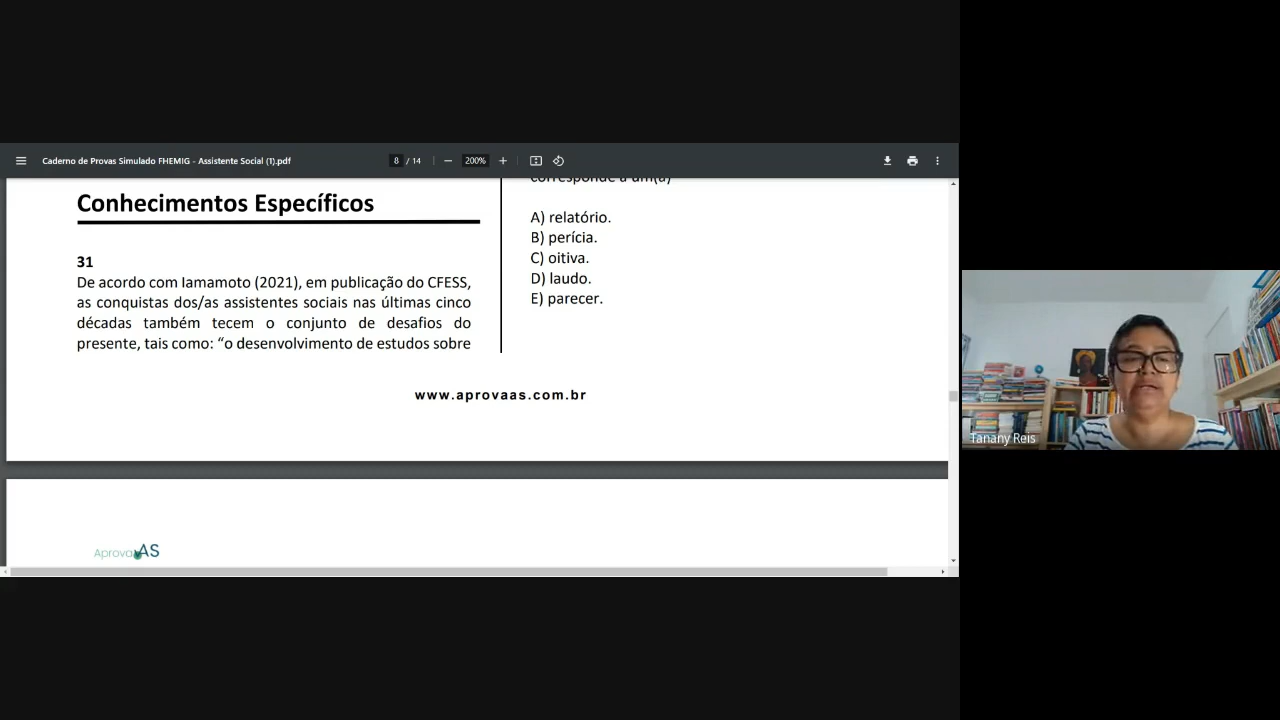 Caderno de Provas Simulado FHEMIG - Assistente Social (1).pdf
8 / 14
200%
Conhecimentos Específicos
31
De acordo com Iamamoto (2021), em publicação do CFESS,
as conquistas dos/as assistentes sociais nas últimas cinco
décadas também tecem o conjunto de desafios do
presente, tais como: “o desenvolvimento de estudos sobre
corresponde a um(a)
A) relatório.
B) perícia.
C) oitiva.
D) laudo.
E) parecer.
www.aprovaas.com.br
AprovaAS
Tanany Reis